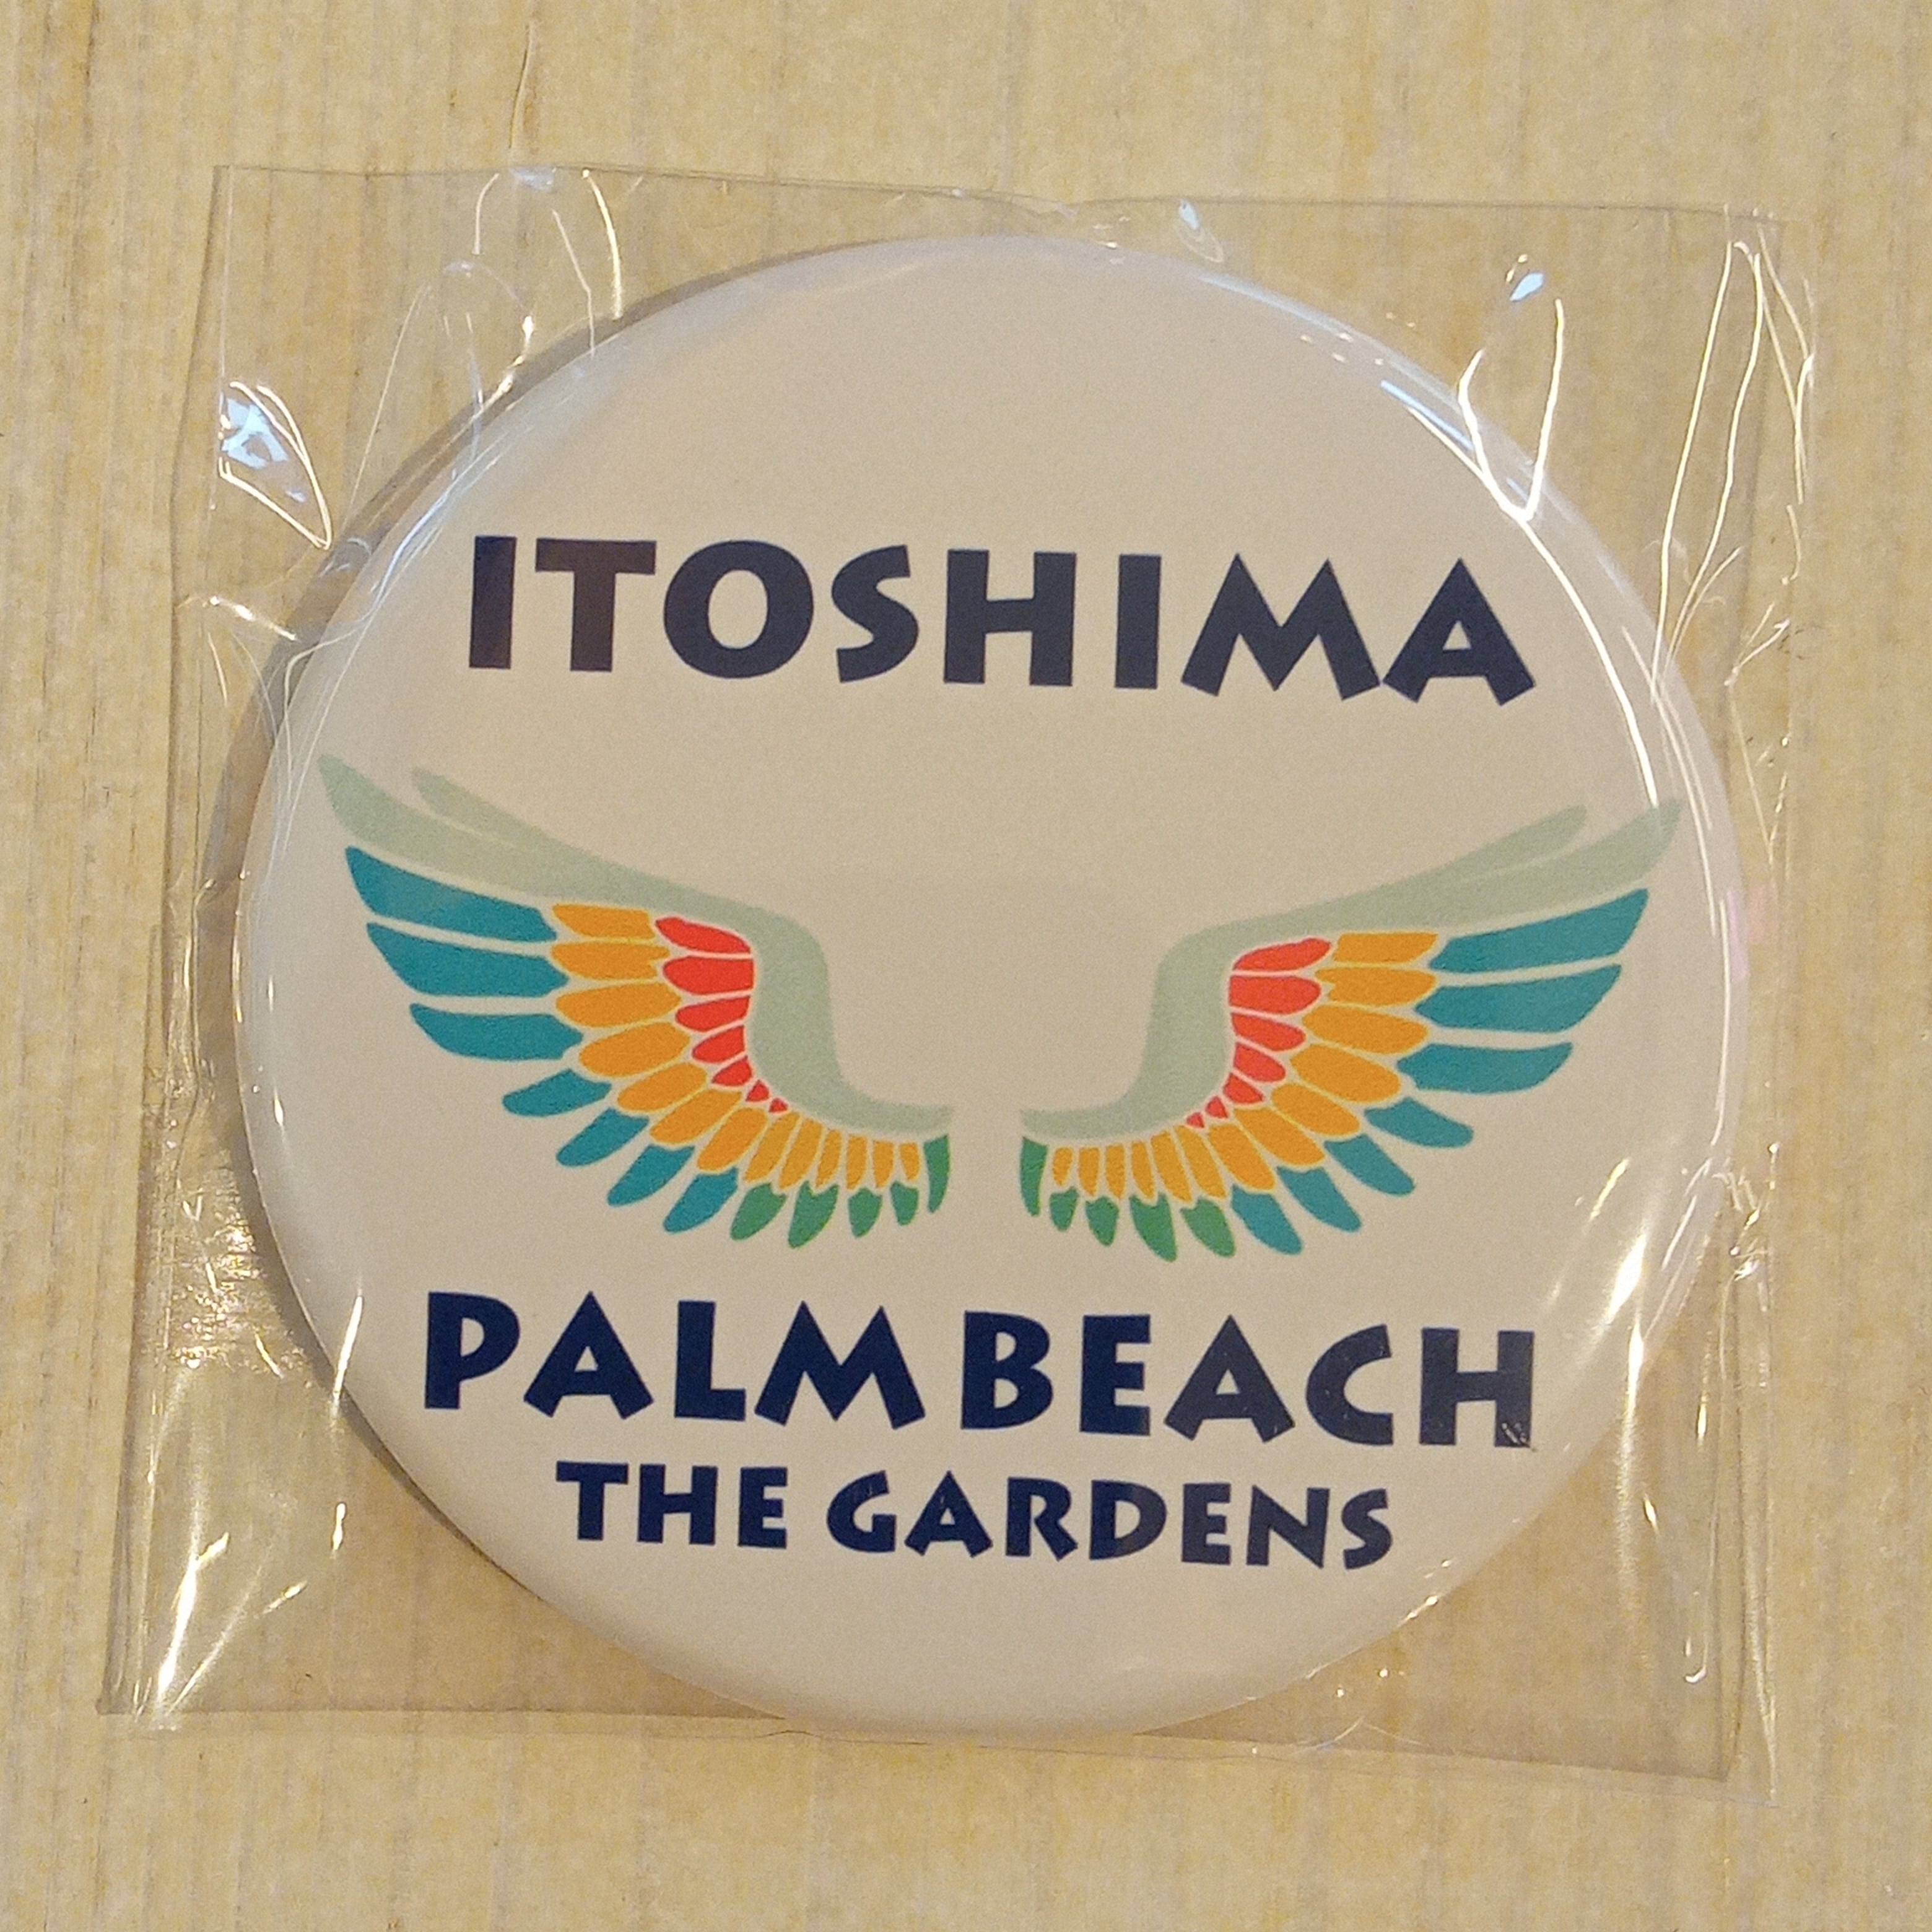 ITOSHIMA
PALM BEACH
THE GARDENS